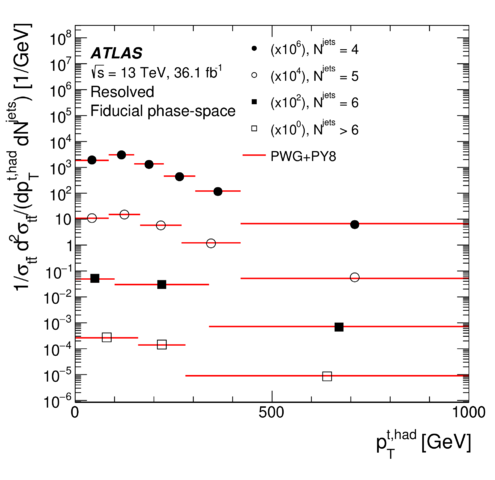 ATLAS
√s = 13 TeV, 36.1 fb⁻¹
Resolved
Fiducial phase-space
(x10⁶), N^jets = 4
(x10⁴), N^jets = 5
(x10²), N^jets = 6
(x10⁰), N^jets > 6
PWG+PY8
1/σ_tt̄ d²σ_tt̄/(dp_T^t,had dN^jets) [1/GeV]
10⁸
10⁷
10⁶
10⁵
10⁴
10³
10²
10
1
10⁻¹
10⁻²
10⁻³
10⁻⁴
10⁻⁵
10⁻⁶
0 500 1000
p_T^t,had [GeV]